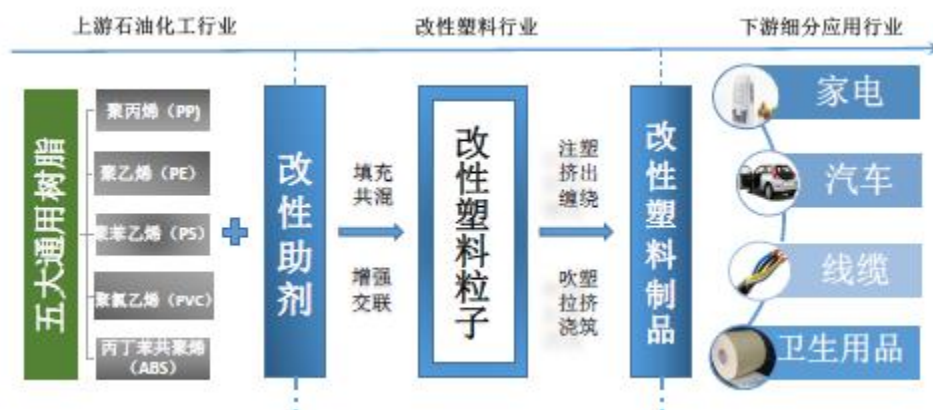 上游石油化工行业
改性塑料行业
下游细分应用行业
五大通用树脂
聚丙烯（PP)
聚乙烯（PE）
聚苯乙烯（PS）
聚氯乙烯（PVC）
丙丁苯共聚烯
（ABS）
改性助剂
填充
共混
增强
交联
改性塑料粒子
注塑
挤出
缠绕
吹塑
拉挤
浇筑
改性塑料制品
家电
汽车
线缆
卫生用品